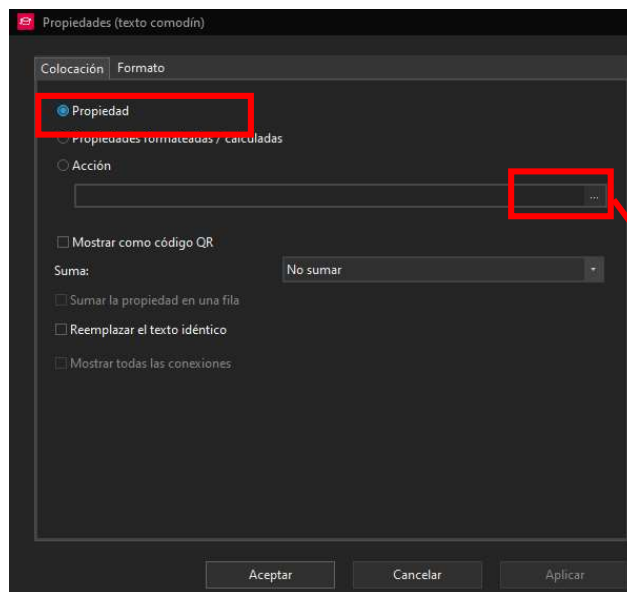 Propiedades (texto comodín)
Colocación Formato
Propiedad
Propiedades formateadas / calculadas
Acción
...
Mostrar como código QR
Suma: No sumar
Sumar la propiedad en una fila
Reemplazar el texto idéntico
Mostrar todas las conexiones
Aceptar Cancelar Aplicar